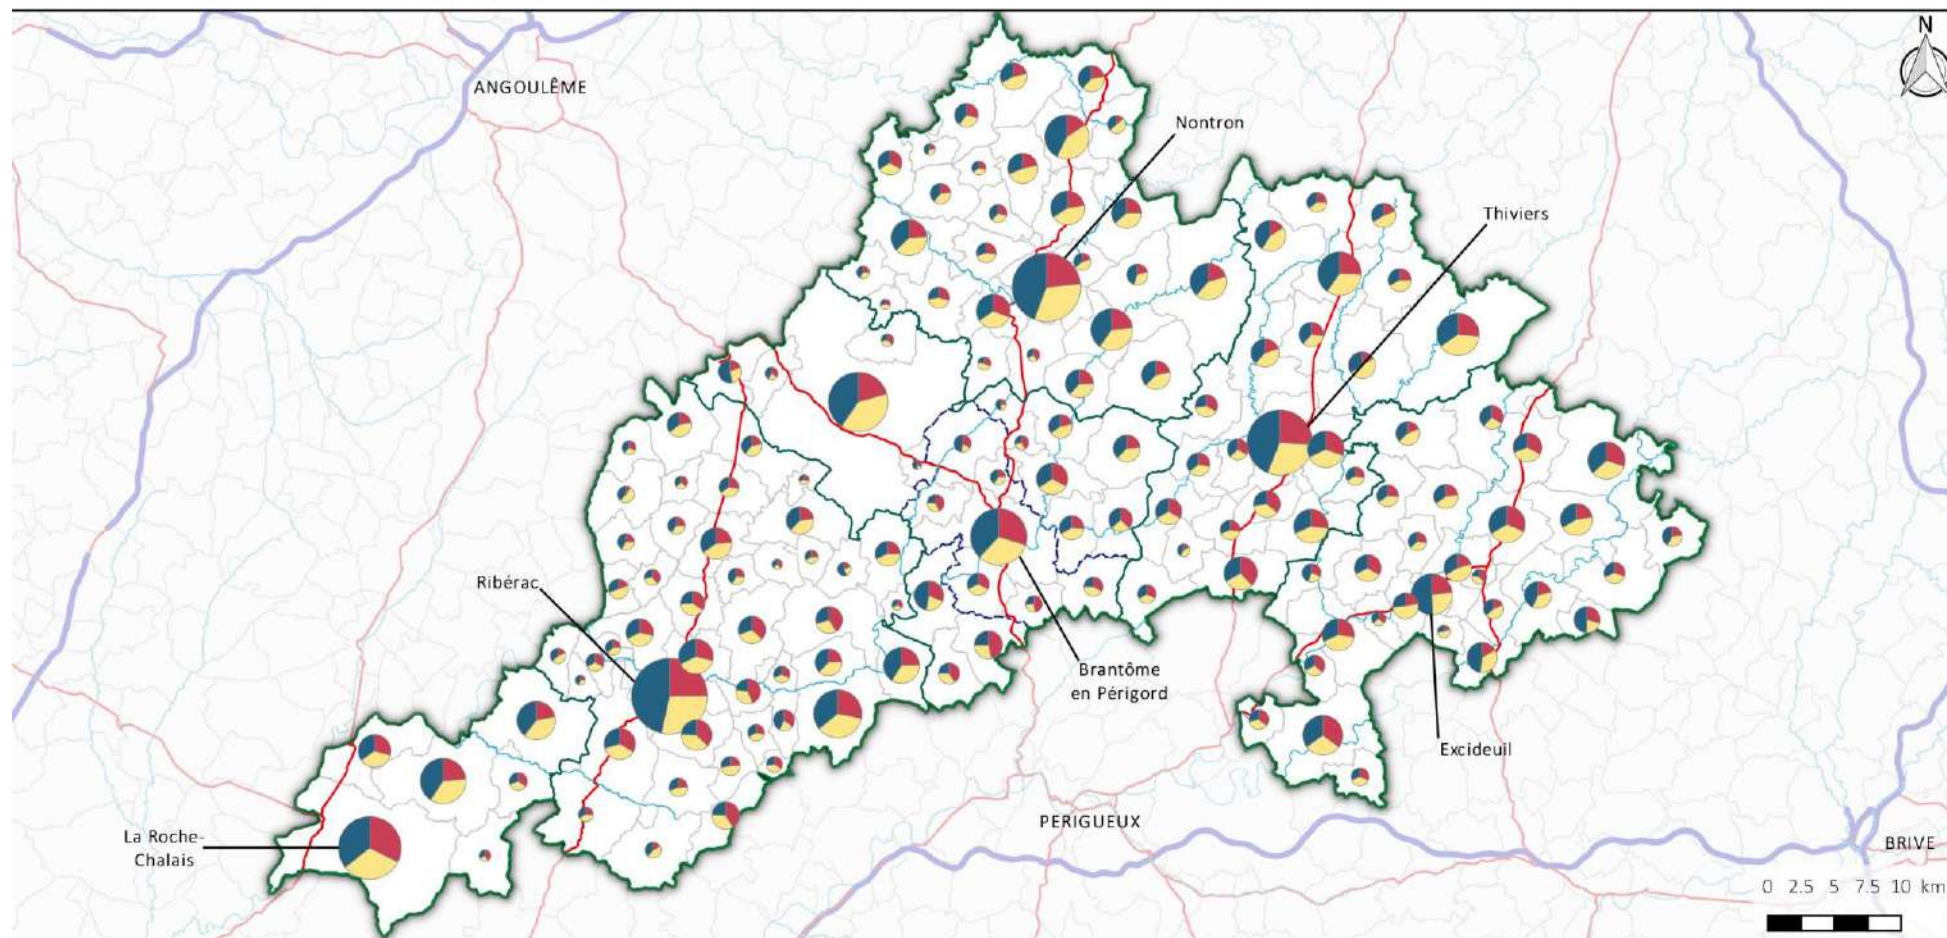 N
ANGOULÊME
Nontron
Thiviers
Ribérac
Brantôme
en Périgord
Excideuil
La Roche-
Chalais
PERIGUEUX
BRIVE
0 2.5 5 7.5 10 km